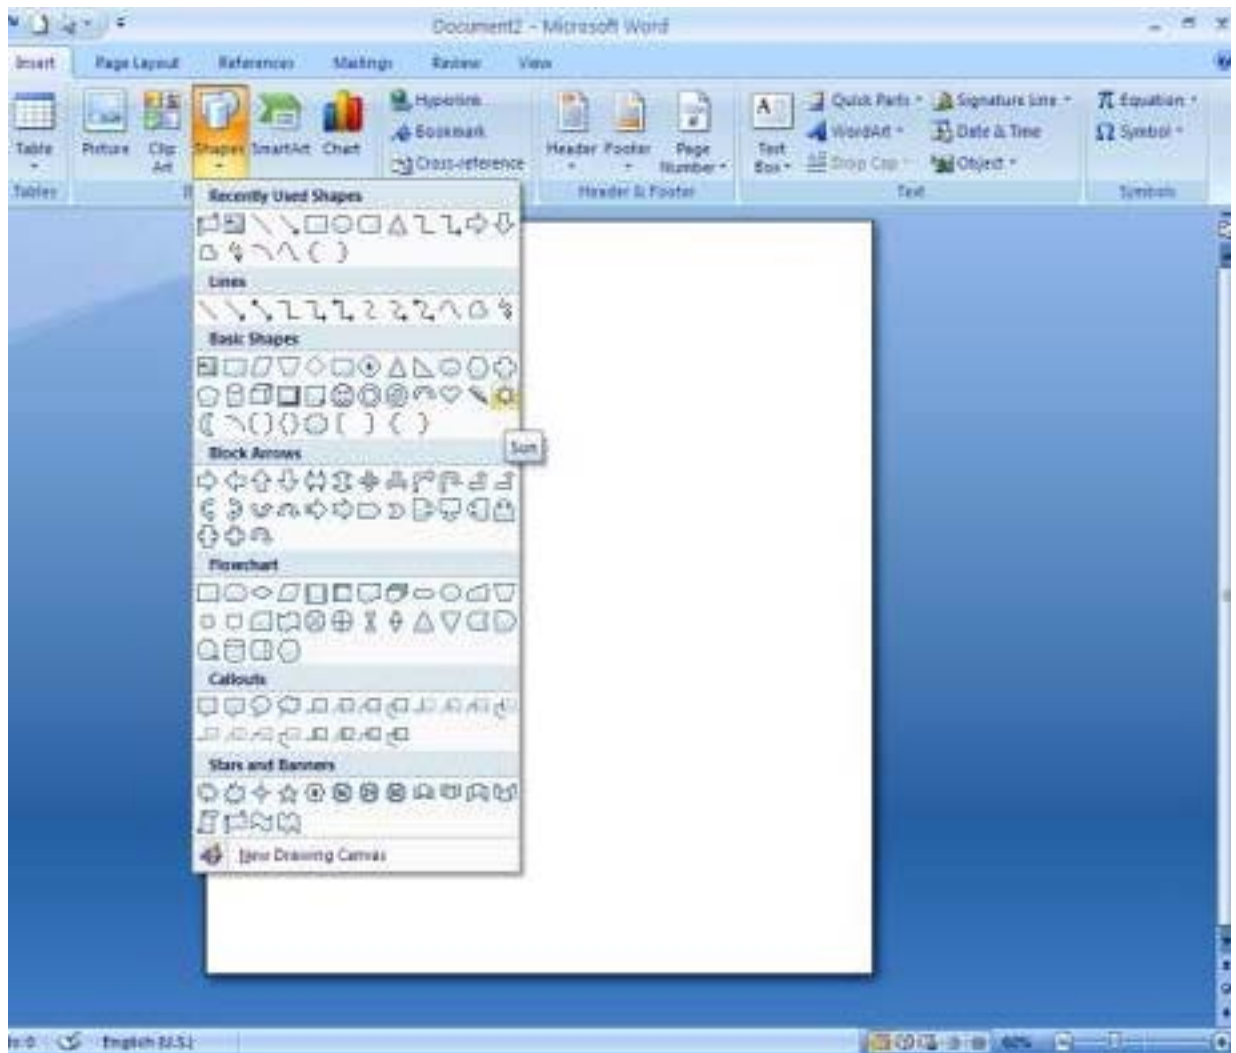 Document2 - Microsoft Word
Insert Page Layout References Mailings Review View
Table
Picture
Clip Art
Shapes
SmartArt
Chart
Hyperlink
Bookmark
Cross-reference
Header
Footer
Page Number
Text Box
Quick Parts
WordArt
Drop Cap
Signature Line
Date & Time
Object
Equation
Symbol
Tables
Header & Footer
Text
Symbols
Recently Used Shapes
Lines
Basic Shapes
Sun
Block Arrows
Flowchart
Callouts
Stars and Banners
New Drawing Canvas
English (U.S.)
60%